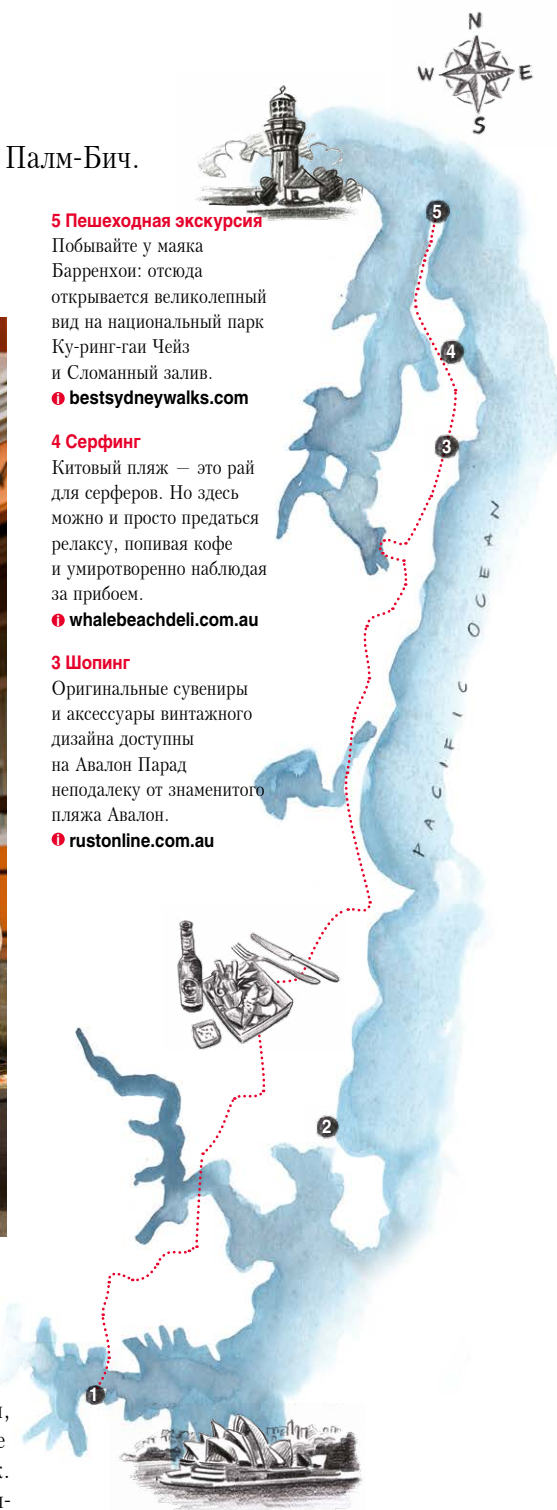 N
W E
S
Палм-Бич.
5 Пешеходная экскурсия
Побывайте у маяка
Барренхои: отсюда
открывается великолепный
вид на национальный парк
Ку-ринг-гаи Чейз
и Сломанный залив.
bestsydneywalks.com
4 Серфинг
Китовый пляж — это рай
для серферов. Но здесь
можно и просто предаться
релаксу, попивая кофе
и умиротворенно наблюдая
за прибоем.
whalebeachdeli.com.au
3 Шопинг
Оригинальные сувениры
и аксессуары винтажного
дизайна доступны
на Авалон Парад
неподалеку от знаменитого
пляжа Авалон.
rustonline.com.au
5
4
3
PACIFIC OCEAN
2
1